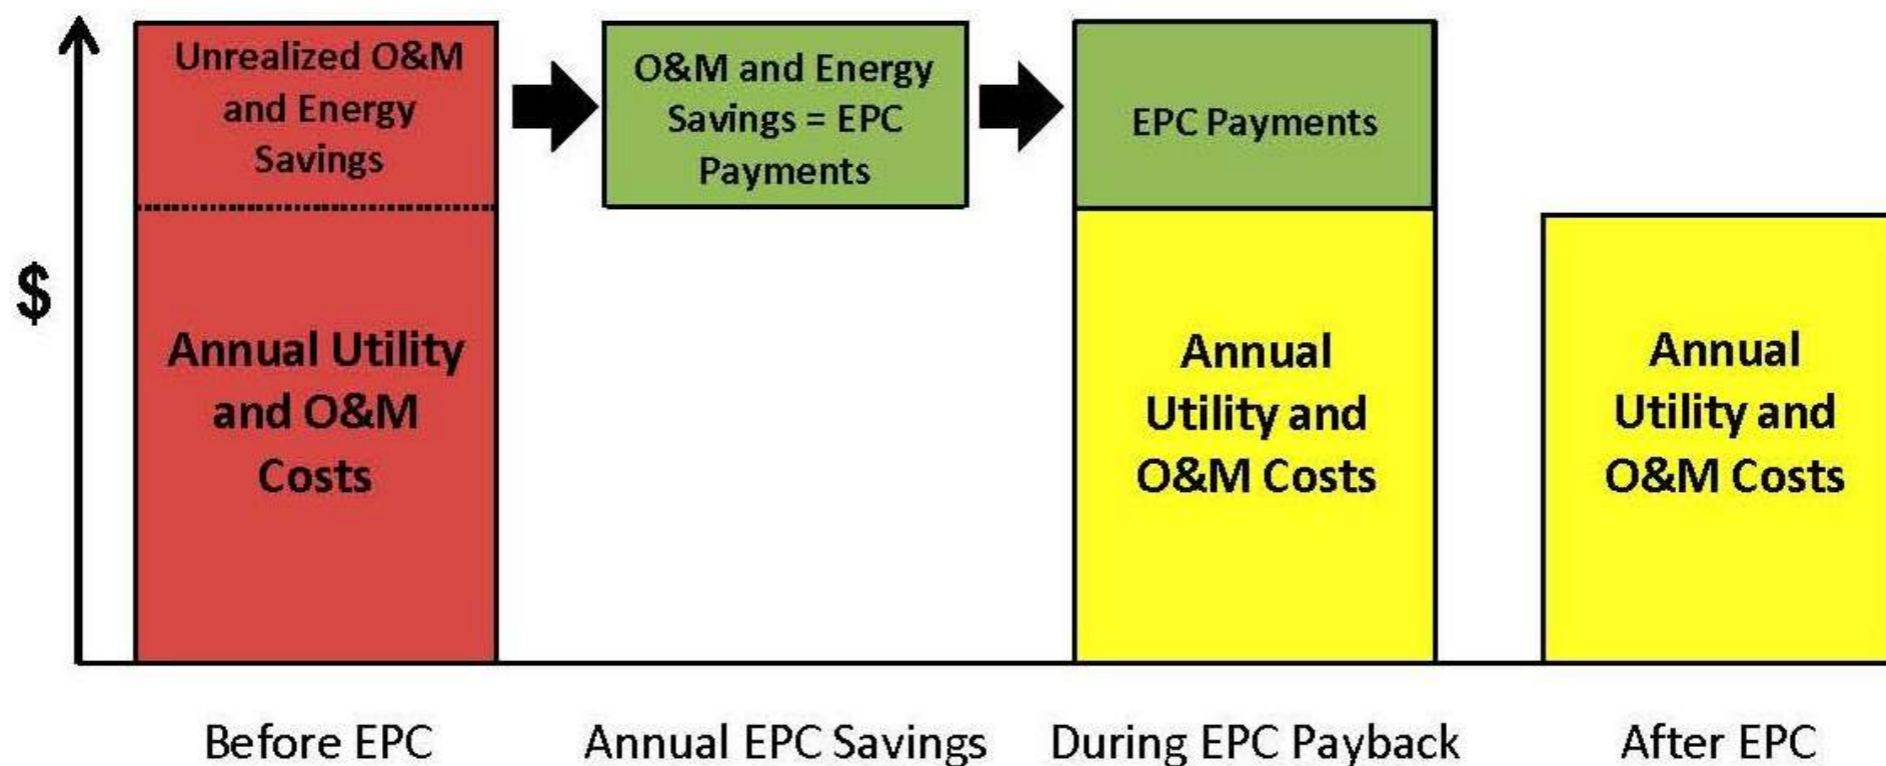 $
Unrealized O&M
and Energy
Savings
Annual Utility
and O&M
Costs
O&M and Energy
Savings = EPC
Payments
EPC Payments
Annual
Utility and
O&M Costs
Annual
Utility and
O&M Costs
Before EPC
Annual EPC Savings
During EPC Payback
After EPC